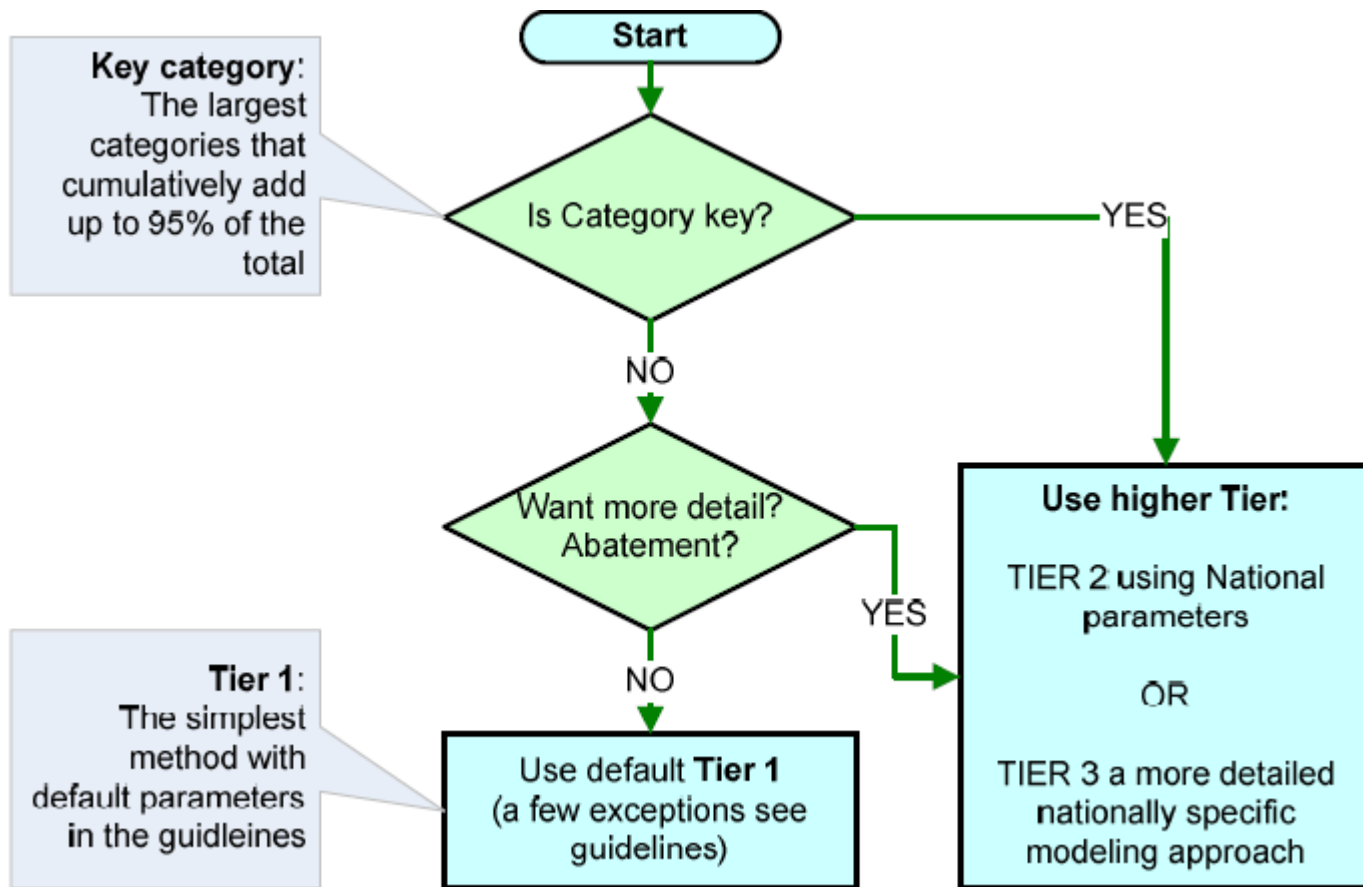 Start
Key category:
The largest
categories that
cumulatively add
up to 95% of the
total
Is Category key?
YES
NO
Want more detail?
Abatement?
YES
NO
Use higher Tier:
TIER 2 using National
parameters
OR
TIER 3 a more detailed
nationally specific
modeling approach
Tier 1:
The simplest
method with
default parameters
in the guidleines
Use default Tier 1
(a few exceptions see
guidelines)